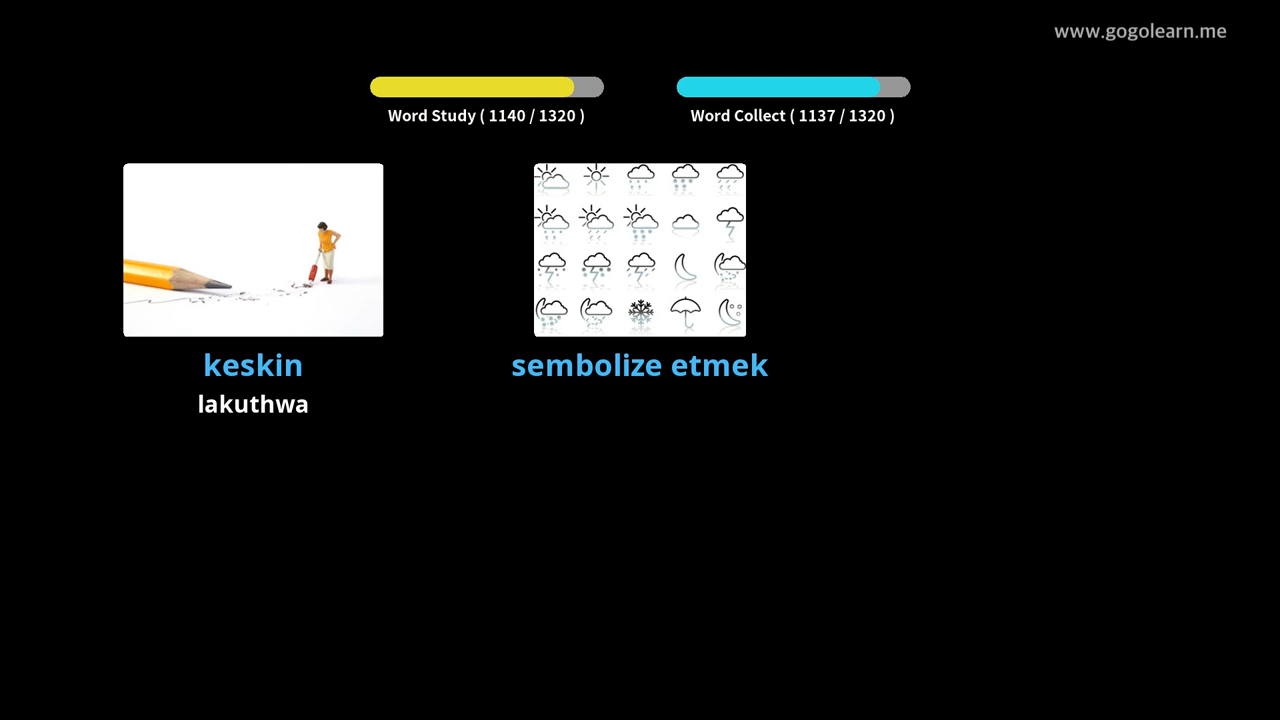 www.gogolearn.me
Word Study ( 1140 / 1320 )
Word Collect ( 1137 / 1320 )
keskin
lakuthwa
sembolize etmek